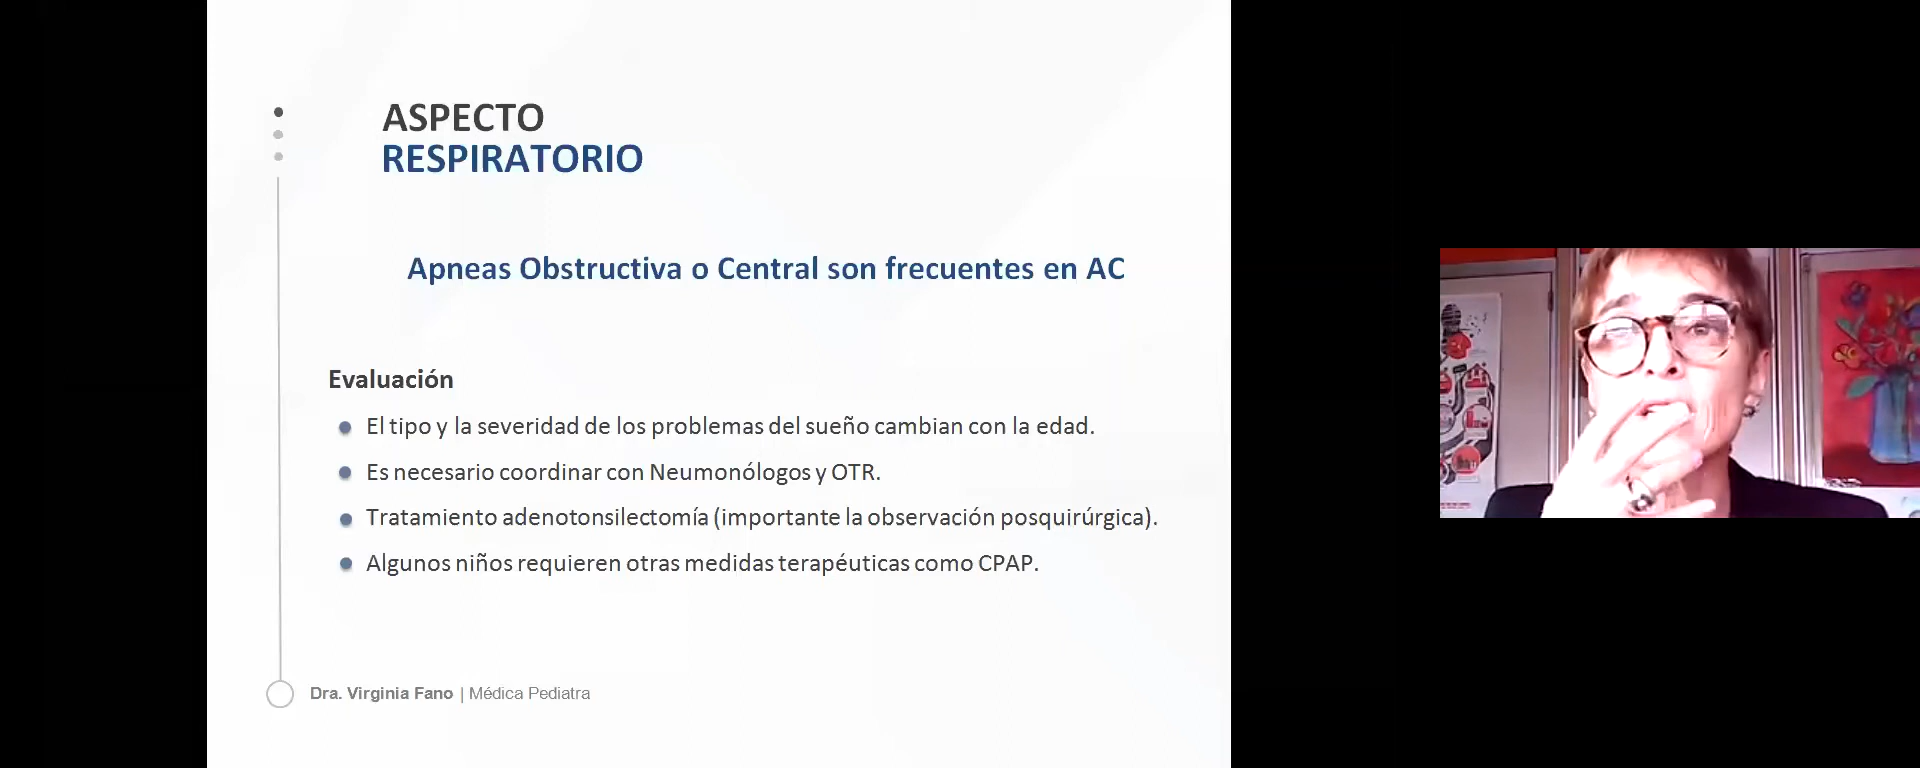 ASPECTO
RESPIRATORIO
Apneas Obstructiva o Central son frecuentes en AC
Evaluación
El tipo y la severidad de los problemas del sueño cambian con la edad.
Es necesario coordinar con Neumonólogos y OTR.
Tratamiento adenotonsilectomía (importante la observación posquirúrgica).
Algunos niños requieren otras medidas terapéuticas como CPAP.
Dra. Virginia Fano | Médica Pediatra